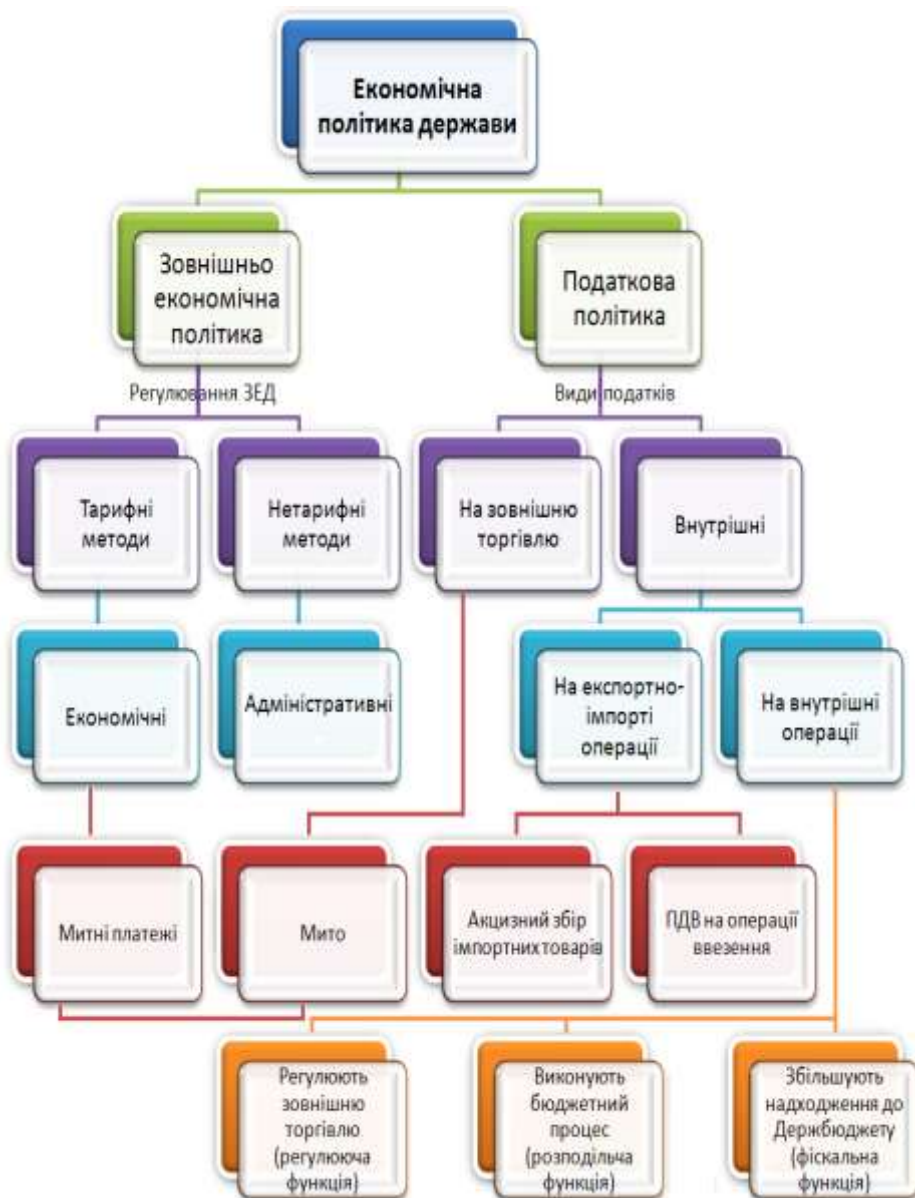 Економічна
політика держави
Зовнішньо
економічна
політика
Податкова
політика
Регулювання ЗЕД
Види податків
Тарифні
методи
Нетарифні
методи
На зовнішню
торгівлю
Внутрішні
Економічні
Адміністративні
На експортно-
імпорті
операції
На внутрішні
операції
Митні платежі
Мито
Акцизний збір
імпортних товарів
ПДВ на операції
ввезення
Регулюють
зовнішню
торгівлю
(регулююча
функція)
Виконують
бюджетний
процес
(розподільча
функція)
Збільшують
надходження до
Держбюджету
(фіскальна
функція)